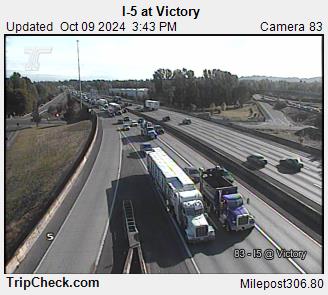 I-5 at Victory
Updated Oct 09 2024 3:43 PM Camera 83
S
83 - I5 @ Victory
TripCheck.com Milepost306.80